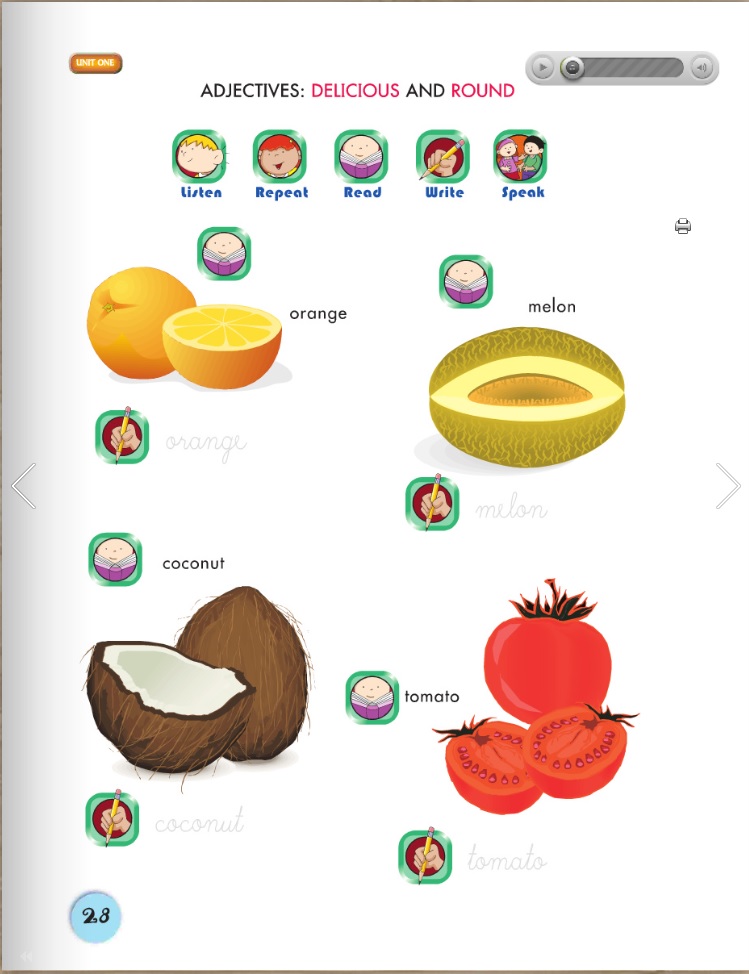 UNIT ONE
ADJECTIVES: DELICIOUS AND ROUND
Listen Repeat Read Write Speak
orange
melon
orange
melon
coconut
tomato
coconut
tomato
28